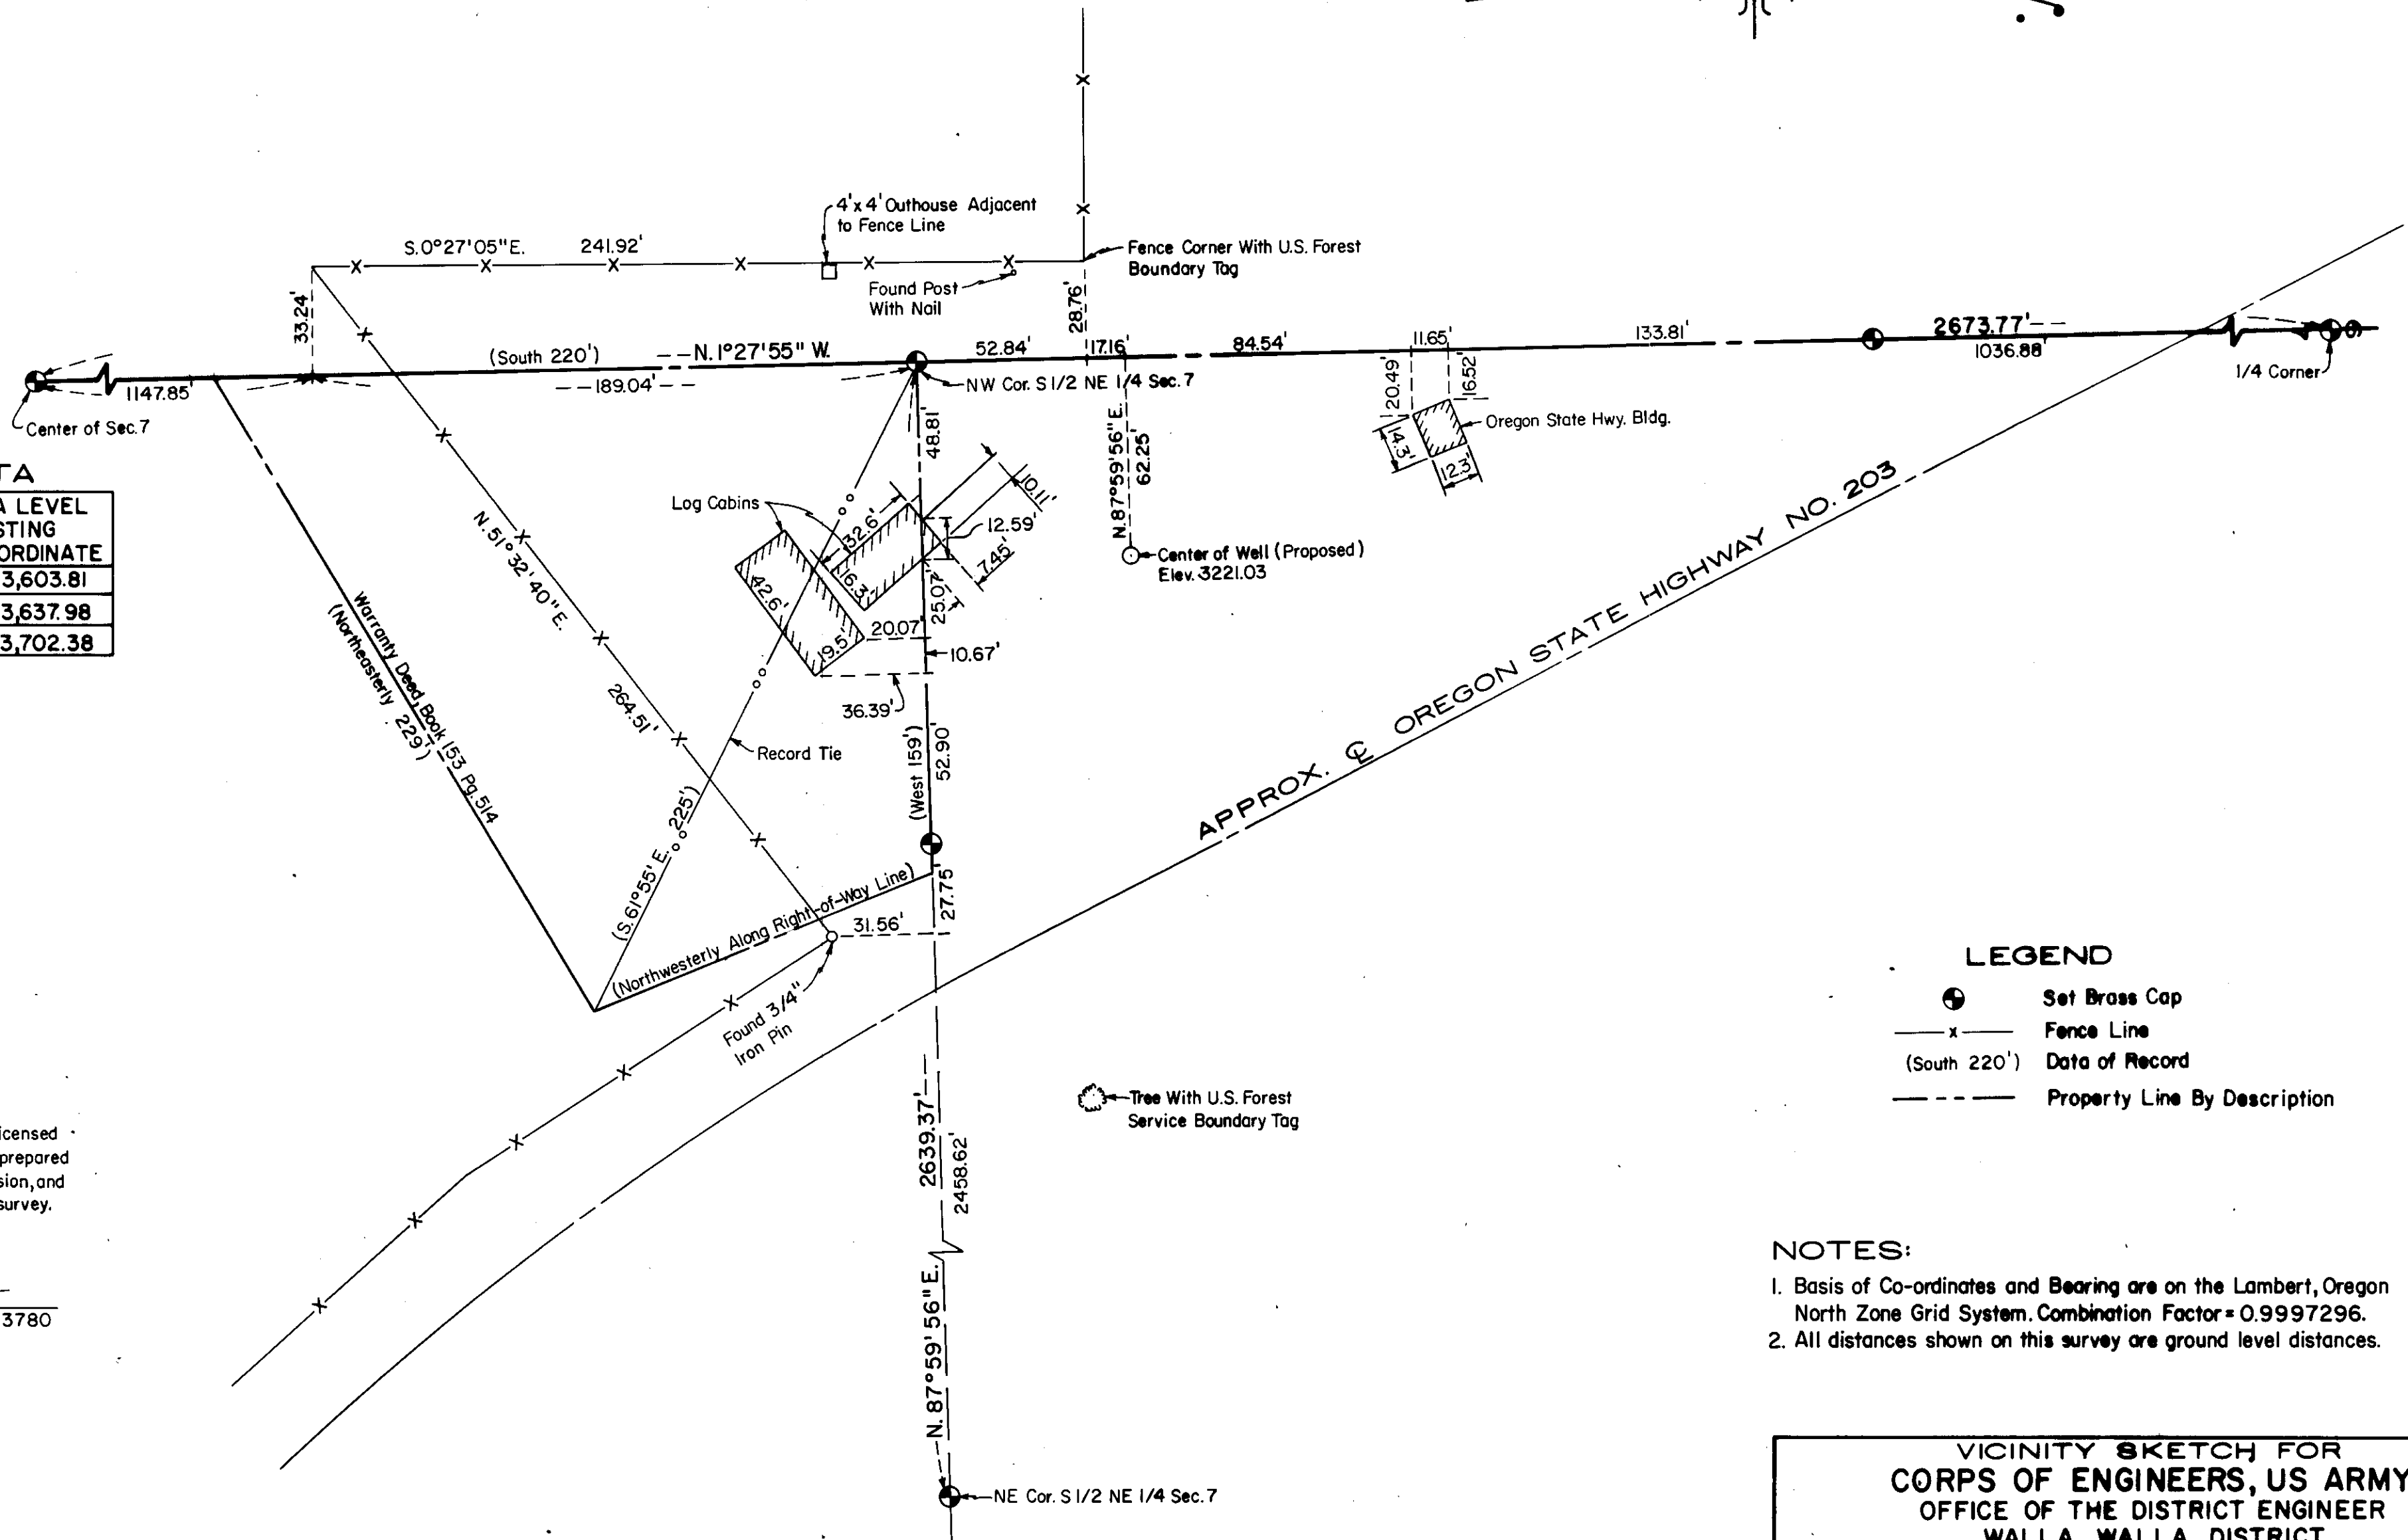 4'x4' Outhouse Adjacent
to Fence Line
S.0°27'05"E. 241.92'
Fence Corner With U.S. Forest
Boundary Tag
Found Post
With Nail
33.24'
28.76'
(South 220')
N.1°27'55" W.
52.84'
17.16'
84.54'
11.65'
133.81'
2673.77'
1036.88'
1147.85'
189.04'
NW Cor. S 1/2 NE 1/4 Sec. 7
1/4 Corner
Center of Sec. 7
20.49'
16.52'
Oregon State Hwy. Bldg.
14.3'
12.3'
48.81'
N.87°59'56"E.
62.25'
10.11'
Log Cabins
32.6'
12.59'
7.45'
16.3'
25.07'
Center of Well (Proposed)
Elev. 3221.03
42.6'
19.5'
20.07'
10.67'
36.39'
TA
A LEVEL
STING
ORDINATE
3,603.81
3,637.98
3,702.38
N.51°32'40"E.
264.51'
Warranty Deed, Book 153 Pg. 514
(Northeasterly 229')
Record Tie
(S.61°55'E. 225')
(West 159')
52.90'
APPROX. ℄ OREGON STATE HIGHWAY NO. 203
(Northwesterly Along Right-of-Way Line)
27.75'
31.56'
Found 3/4"
Iron Pin
Tree With U.S. Forest
Service Boundary Tag
2639.37'
2458.62'
N.87°59'56"E.
NE Cor. S 1/2 NE 1/4 Sec. 7
icensed
prepared
sion, and
survey.
3780
LEGEND
Set Brass Cap
x Fence Line
(South 220') Data of Record
Property Line By Description
NOTES:
1. Basis of Co-ordinates and Bearing are on the Lambert, Oregon
North Zone Grid System. Combination Factor = 0.9997296.
2. All distances shown on this survey are ground level distances.
VICINITY SKETCH FOR
CORPS OF ENGINEERS, US ARMY
OFFICE OF THE DISTRICT ENGINEER
WALLA WALLA DISTRICT